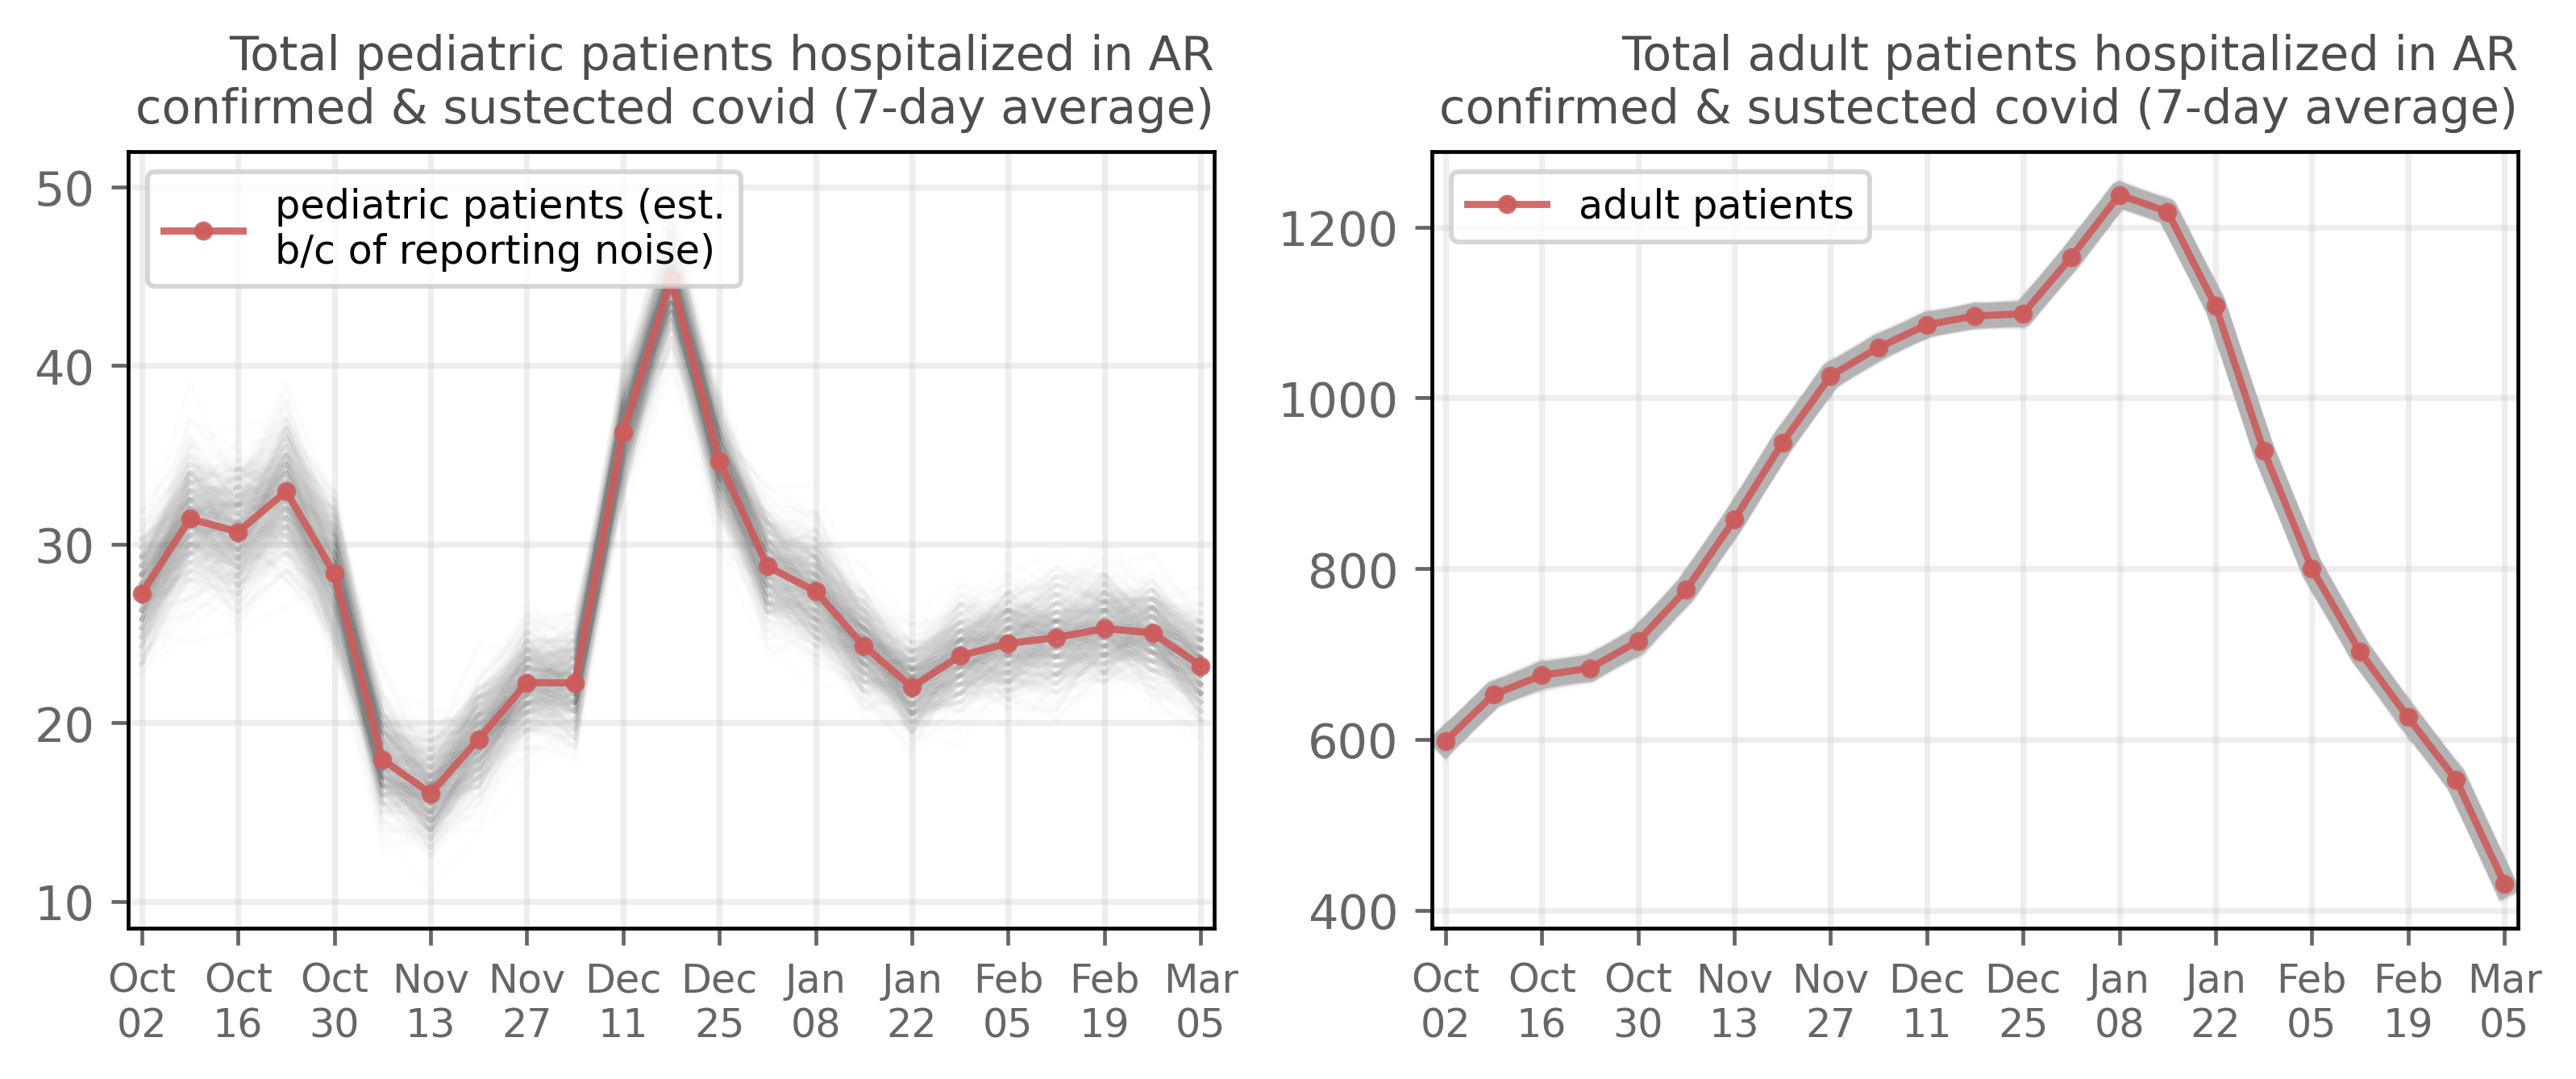 Total pediatric patients hospitalized in AR
confirmed & sustected covid (7-day average)
pediatric patients (est.
b/c of reporting noise)
50
40
30
20
10
Oct Oct Oct Nov Nov Dec Dec Jan Jan Feb Feb Mar
02 16 30 13 27 11 25 08 22 05 19 05
Total adult patients hospitalized in AR
confirmed & sustected covid (7-day average)
adult patients
1200
1000
800
600
400
Oct Oct Oct Nov Nov Dec Dec Jan Jan Feb Feb Mar
02 16 30 13 27 11 25 08 22 05 19 05